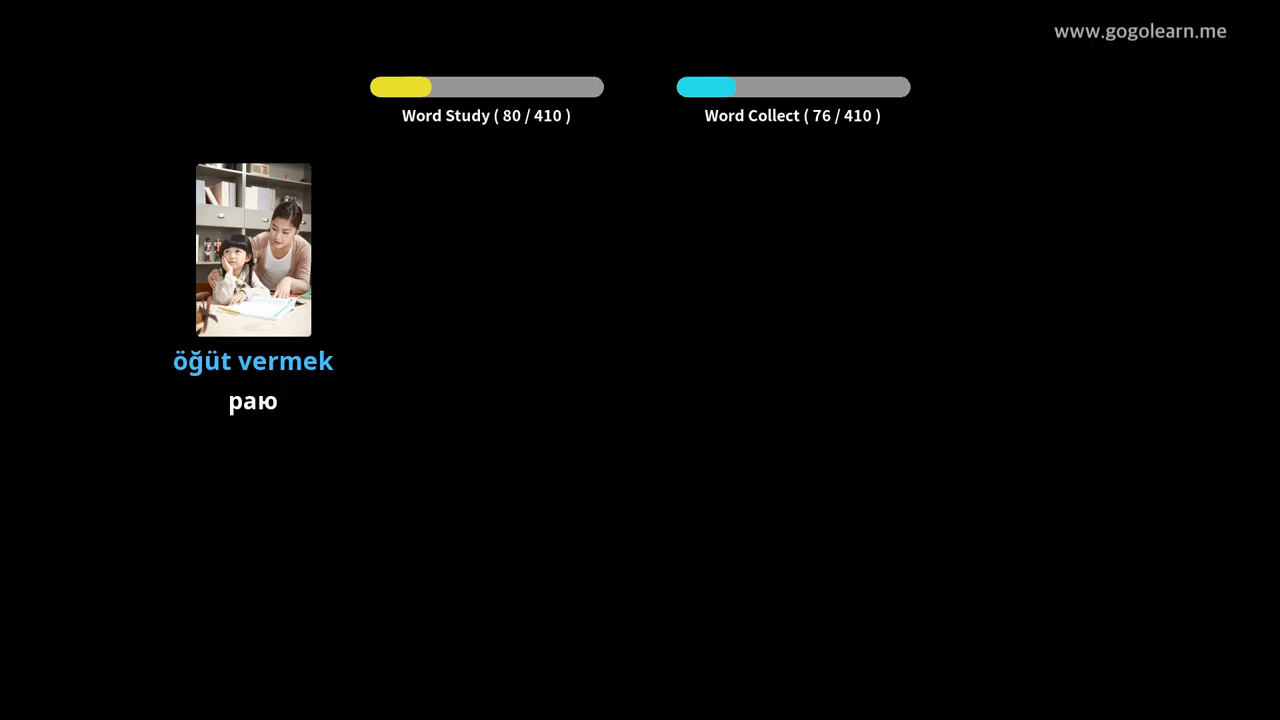 www.gogolearn.me
Word Study ( 80 / 410 )
Word Collect ( 76 / 410 )
öğüt vermek
раю